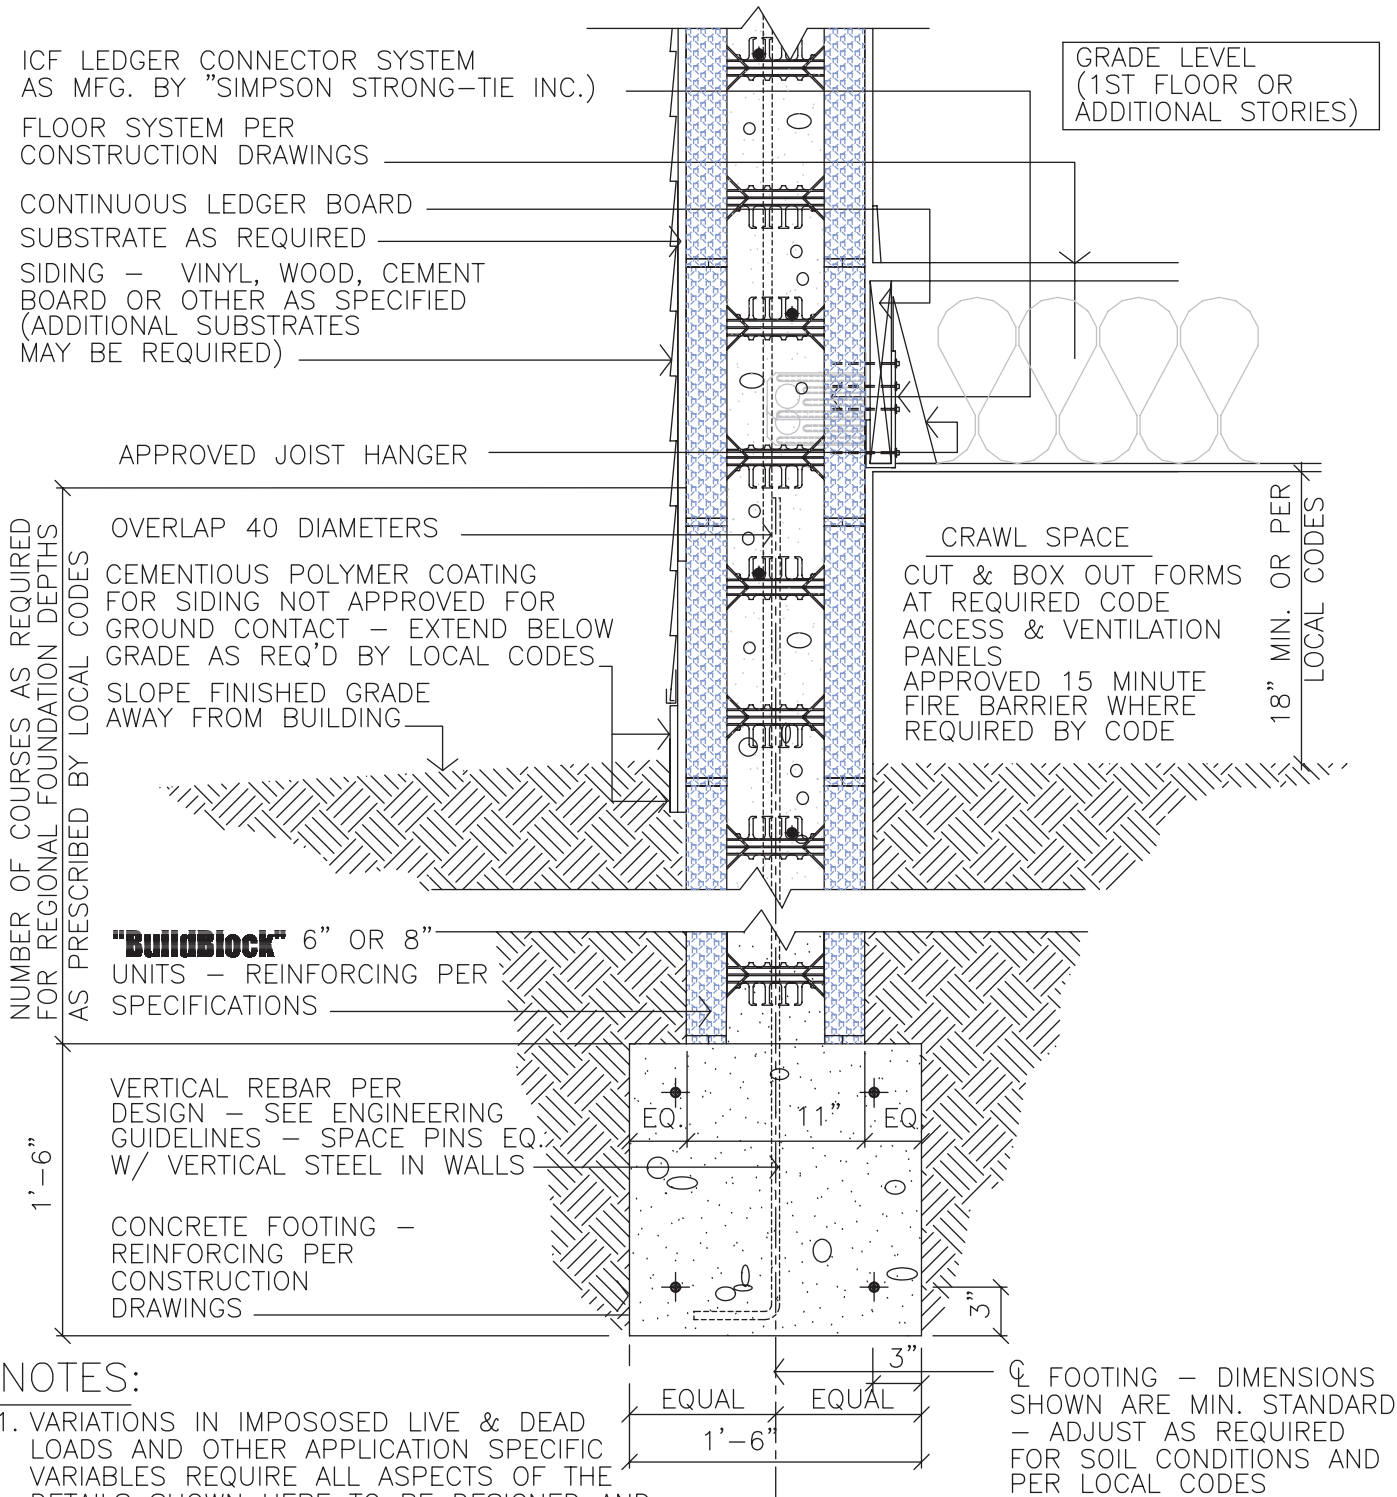 ICF LEDGER CONNECTOR SYSTEM
AS MFG. BY "SIMPSON STRONG-TIE INC.)
FLOOR SYSTEM PER
CONSTRUCTION DRAWINGS
CONTINUOUS LEDGER BOARD
SUBSTRATE AS REQUIRED
SIDING - VINYL, WOOD, CEMENT
BOARD OR OTHER AS SPECIFIED
(ADDITIONAL SUBSTRATES
MAY BE REQUIRED)
GRADE LEVEL
(1ST FLOOR OR
ADDITIONAL STORIES)
APPROVED JOIST HANGER
OVERLAP 40 DIAMETERS
CEMENTIOUS POLYMER COATING
FOR SIDING NOT APPROVED FOR
GROUND CONTACT - EXTEND BELOW
GRADE AS REQ'D BY LOCAL CODES
SLOPE FINISHED GRADE
AWAY FROM BUILDING
NUMBER OF COURSES AS REQUIRED
FOR REGIONAL FOUNDATION DEPTHS
AS PRESCRIBED BY LOCAL CODES
CRAWL SPACE
CUT & BOX OUT FORMS
AT REQUIRED CODE
ACCESS & VENTILATION
PANELS
APPROVED 15 MINUTE
FIRE BARRIER WHERE
REQUIRED BY CODE
18" MIN. OR PER
LOCAL CODES
"BuildBlock" 6" OR 8"
UNITS - REINFORCING PER
SPECIFICATIONS
VERTICAL REBAR PER
DESIGN - SEE ENGINEERING
GUIDELINES - SPACE PINS EQ.
W/ VERTICAL STEEL IN WALLS
EQ. 11" EQ.
1'-6"
CONCRETE FOOTING -
REINFORCING PER
CONSTRUCTION
DRAWINGS
3"
3"
EQUAL EQUAL
1'-6"
℄ FOOTING - DIMENSIONS
SHOWN ARE MIN. STANDARD
- ADJUST AS REQUIRED
FOR SOIL CONDITIONS AND
PER LOCAL CODES
NOTES:
1. VARIATIONS IN IMPOSOSED LIVE & DEAD
LOADS AND OTHER APPLICATION SPECIFIC
VARIABLES REQUIRE ALL ASPECTS OF THE
DETAILS SHOWN HERE TO BE DESIGNED AND